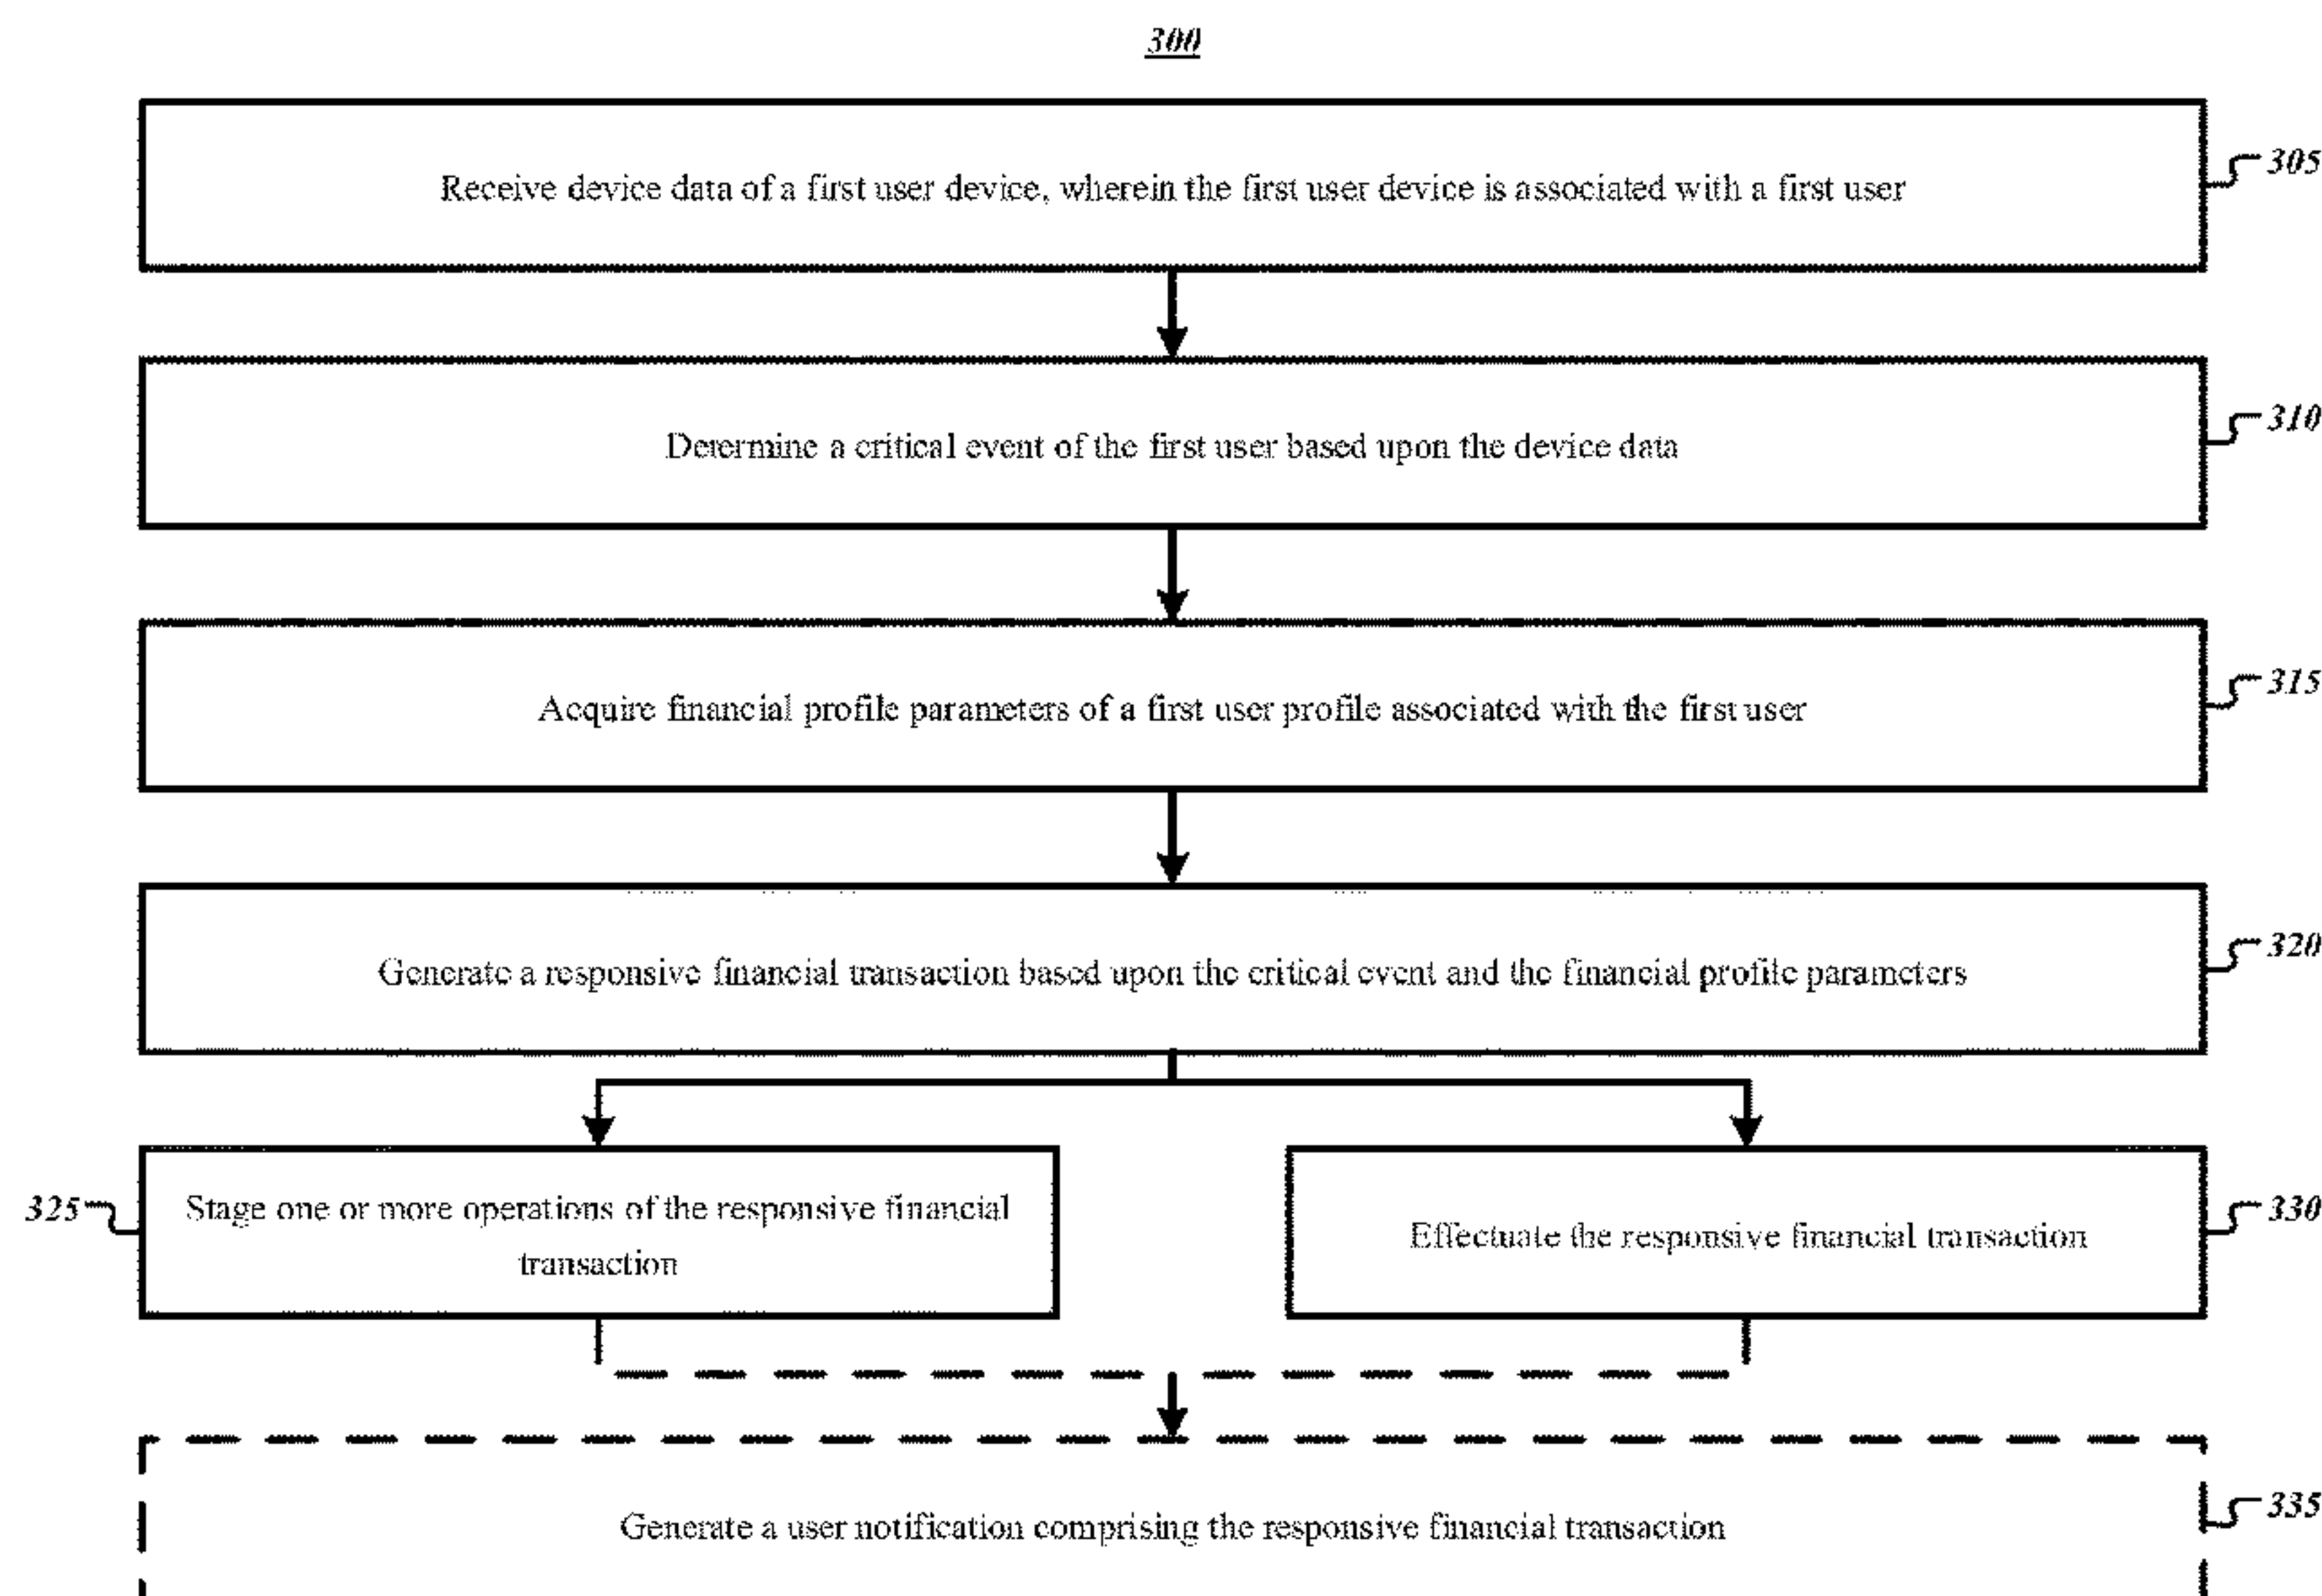 300
Receive device data of a first user device, wherein the first user device is associated with a first user
305
Determine a critical event of the first user based upon the device data
310
Acquire financial profile parameters of a first user profile associated with the first user
315
Generate a responsive financial transaction based upon the critical event and the financial profile parameters
320
325
Stage one or more operations of the responsive financial
transaction
Effectuate the responsive financial transaction
330
Generate a user notification comprising the responsive financial transaction
335